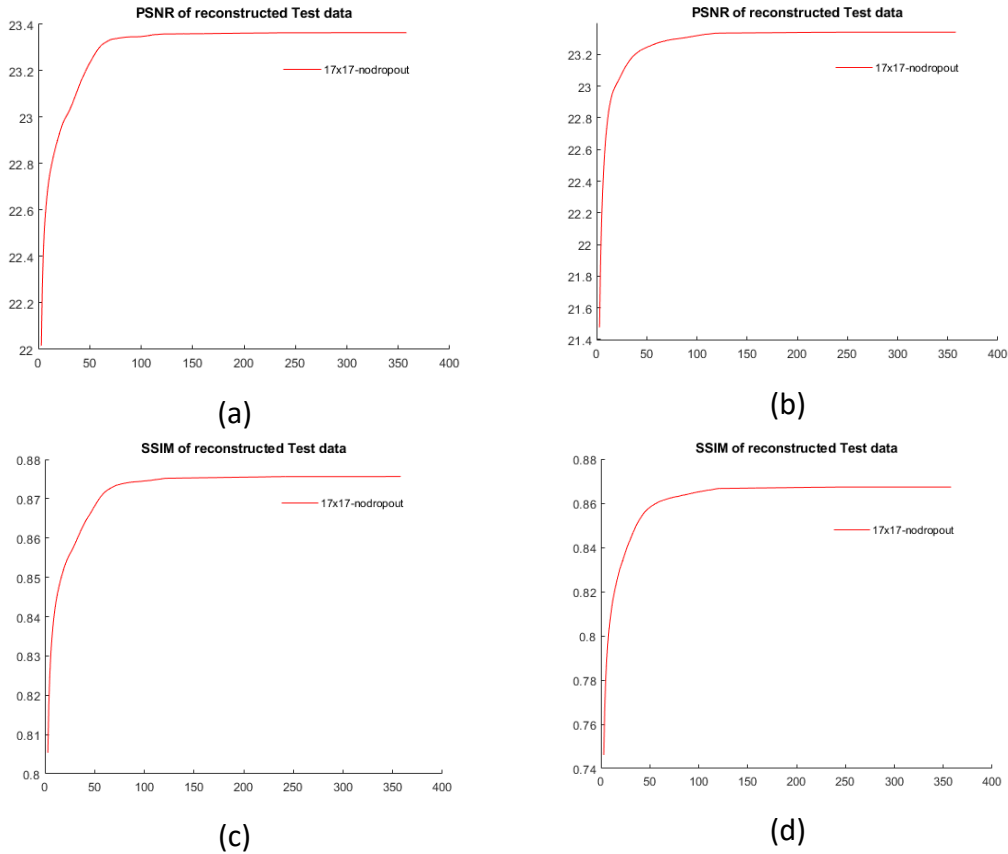 PSNR of reconstructed Test data
23.4
23.2
23
22.8
22.6
22.4
22.2
22
0 50 100 150 200 250 300 350 400
17x17-nodropout
(a)
PSNR of reconstructed Test data
23.2
23
22.8
22.6
22.4
22.2
22
21.8
21.6
21.4
0 50 100 150 200 250 300 350 400
17x17-nodropout
(b)
SSIM of reconstructed Test data
0.88
0.87
0.86
0.85
0.84
0.83
0.82
0.81
0.8
0 50 100 150 200 250 300 350 400
17x17-nodropout
(c)
SSIM of reconstructed Test data
0.88
0.86
0.84
0.82
0.8
0.78
0.76
0.74
0 50 100 150 200 250 300 350 400
17x17-nodropout
(d)